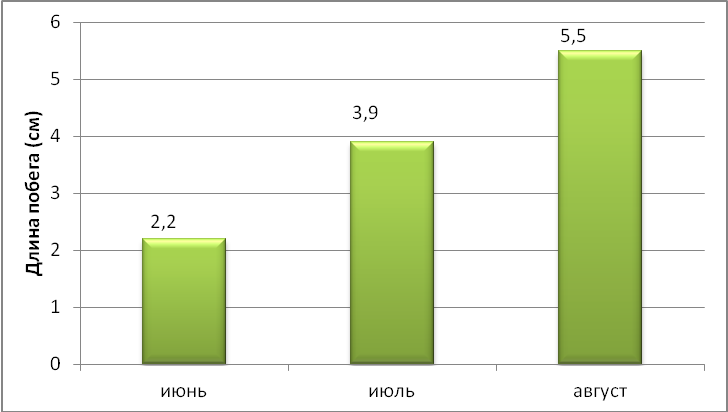 Длина побега (см)
6
5
4
3
2
1
0
2,2
3,9
5,5
июнь
июль
август